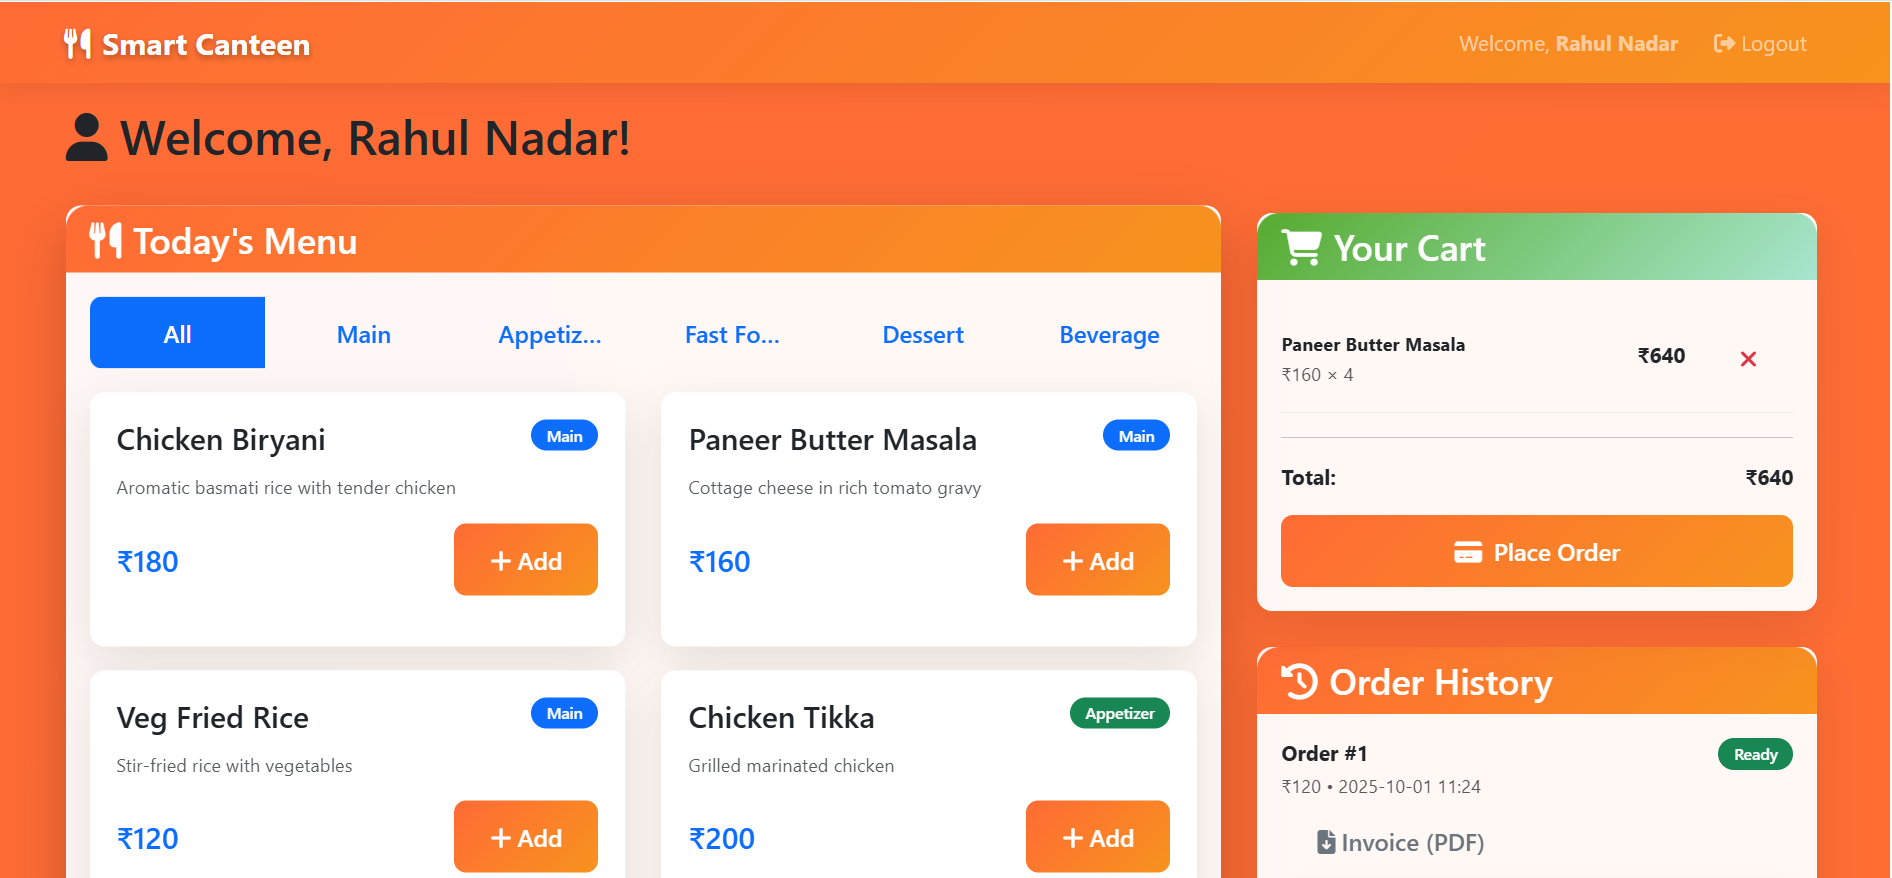 Smart Canteen
Welcome, Rahul Nadar
Logout
Welcome, Rahul Nadar!
Today's Menu
All
Main
Appetiz...
Fast Fo...
Dessert
Beverage
Chicken Biryani
Main
Aromatic basmati rice with tender chicken
₹180
+ Add
Paneer Butter Masala
Main
Cottage cheese in rich tomato gravy
₹160
+ Add
Veg Fried Rice
Main
Stir-fried rice with vegetables
₹120
+ Add
Chicken Tikka
Appetizer
Grilled marinated chicken
₹200
+ Add
Your Cart
Paneer Butter Masala
₹640
₹160 × 4
Total:
₹640
Place Order
Order History
Order #1
Ready
₹120 • 2025-10-01 11:24
Invoice (PDF)